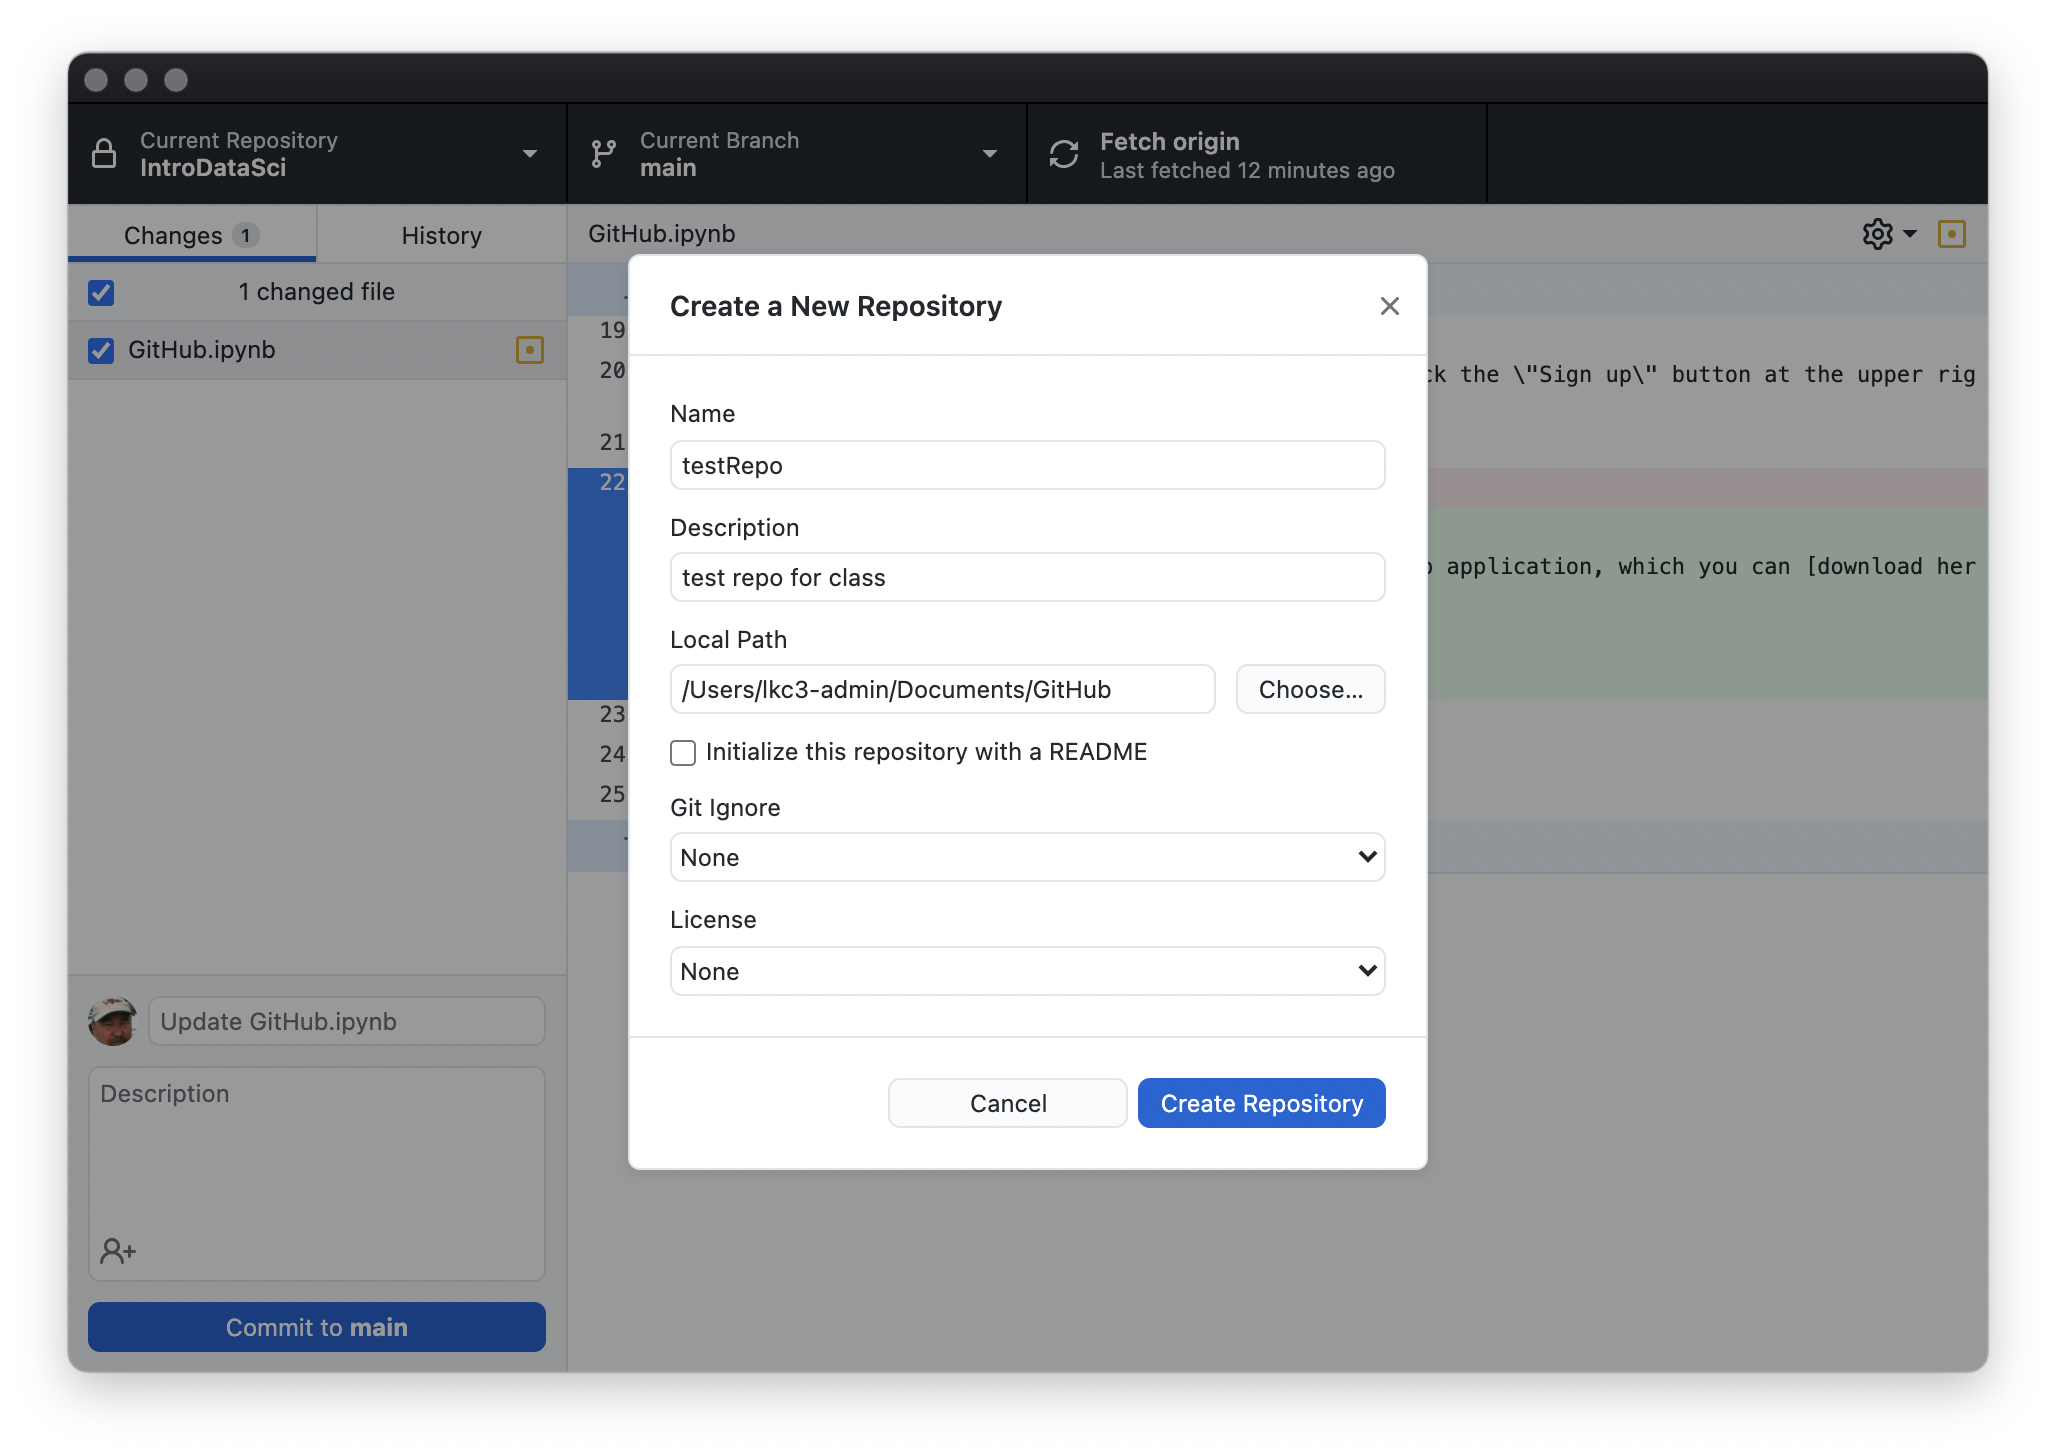 Current Repository
IntroDataSci
Current Branch
main
Fetch origin
Last fetched 12 minutes ago
Changes 1
History
GitHub.ipynb
1 changed file
GitHub.ipynb
19
20
ck the \"Sign up\" button at the upper rig
21
22
application, which you can [download her
23
24
25
Create a New Repository
Name
testRepo
Description
test repo for class
Local Path
/Users/lkc3-admin/Documents/GitHub
Choose...
Initialize this repository with a README
Git Ignore
None
License
None
Cancel
Create Repository
Update GitHub.ipynb
Description
Commit to main